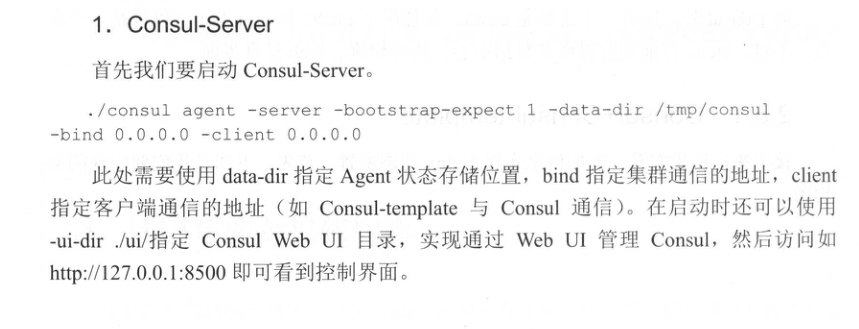 1. Consul-Server
首先我们要启动 Consul-Server。
./consul agent -server -bootstrap-expect 1 -data-dir /tmp/consul
-bind 0.0.0.0 -client 0.0.0.0
此处需要使用 data-dir 指定 Agent 状态存储位置，bind 指定集群通信的地址，client
指定客户端通信的地址（如 Consul-template 与 Consul 通信）。在启动时还可以使用
-ui-dir ./ui/指定 Consul Web UI 目录，实现通过 Web UI 管理 Consul，然后访问如
http://127.0.0.1:8500 即可看到控制界面。